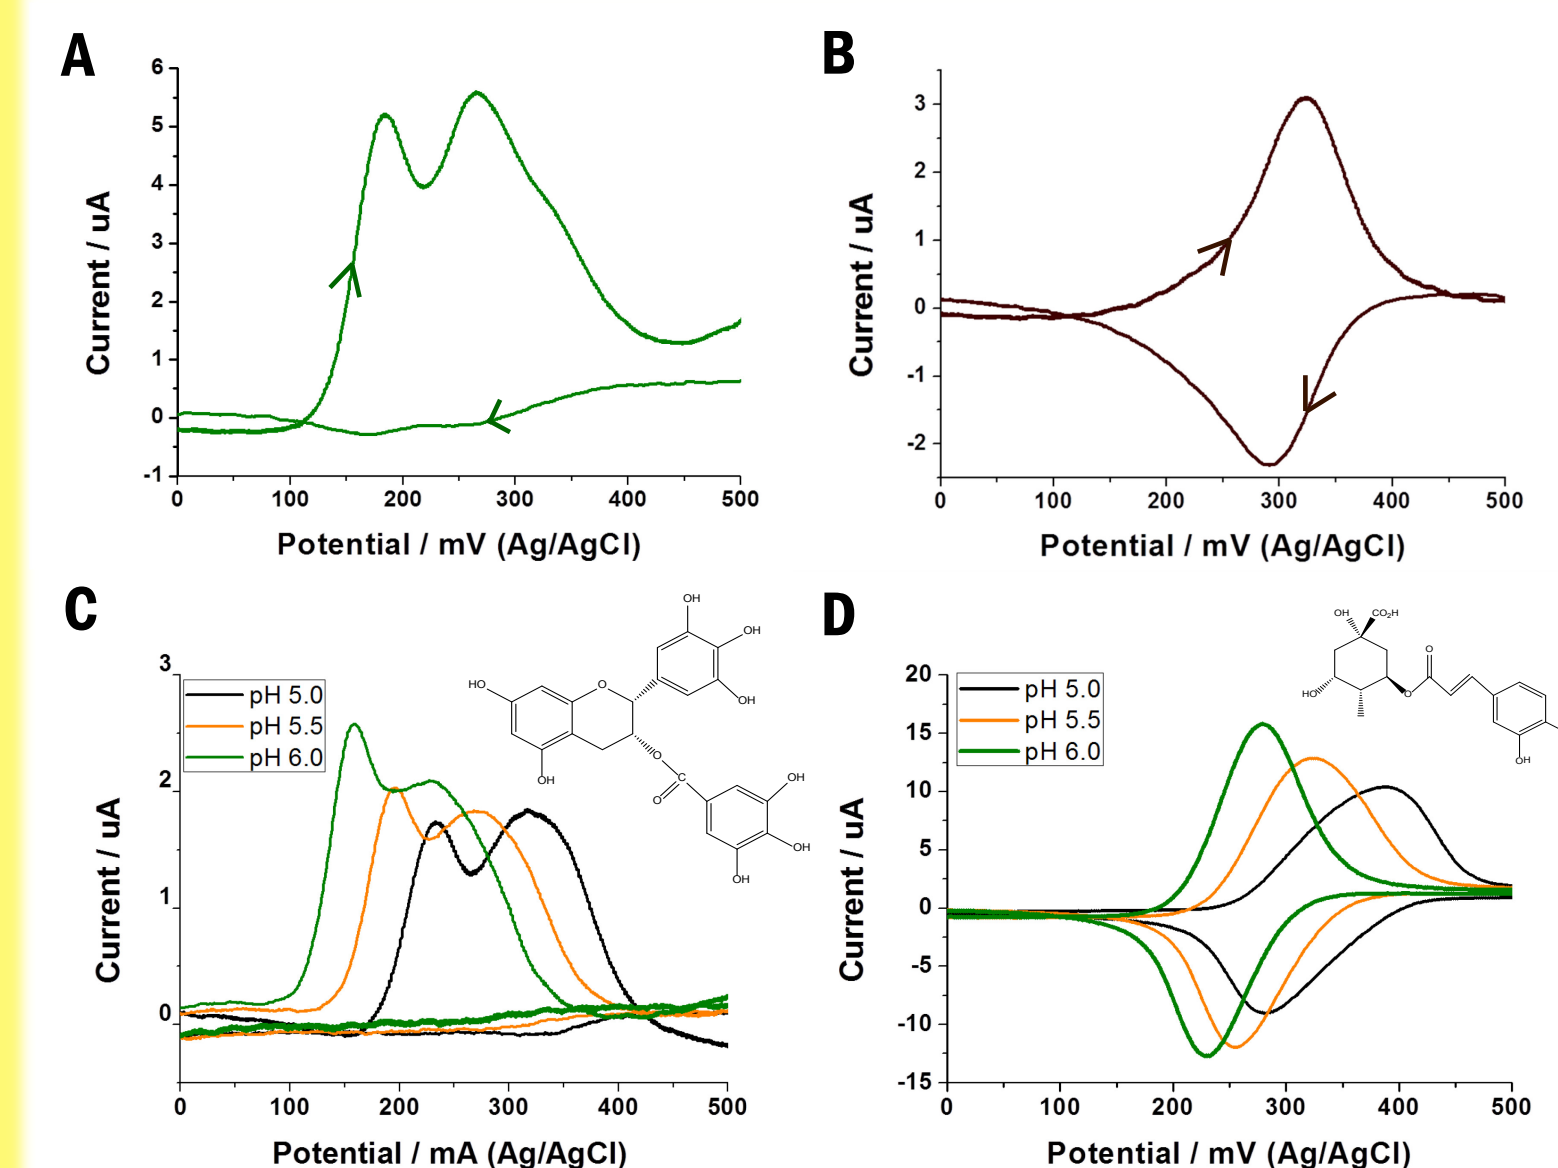 A
6
5
4
3
2
1
0
-1
Current / uA
0 100 200 300 400 500
Potential / mV (Ag/AgCl)
B
3
2
1
0
-1
-2
Current / uA
0 100 200 300 400 500
Potential / mV (Ag/AgCl)
C
3
2
1
0
Current / uA
pH 5.0
pH 5.5
pH 6.0
OH
OH
OH
HO
O
OH
O
C
O
OH
OH
OH
0 100 200 300 400 500
Potential / mA (Ag/AgCl)
D
20
15
10
5
0
-5
-10
-15
Current / uA
pH 5.0
pH 5.5
pH 6.0
OH
CO₂H
O
HO
O
OH
0 100 200 300 400 500
Potential / mV (Ag/AgCl)